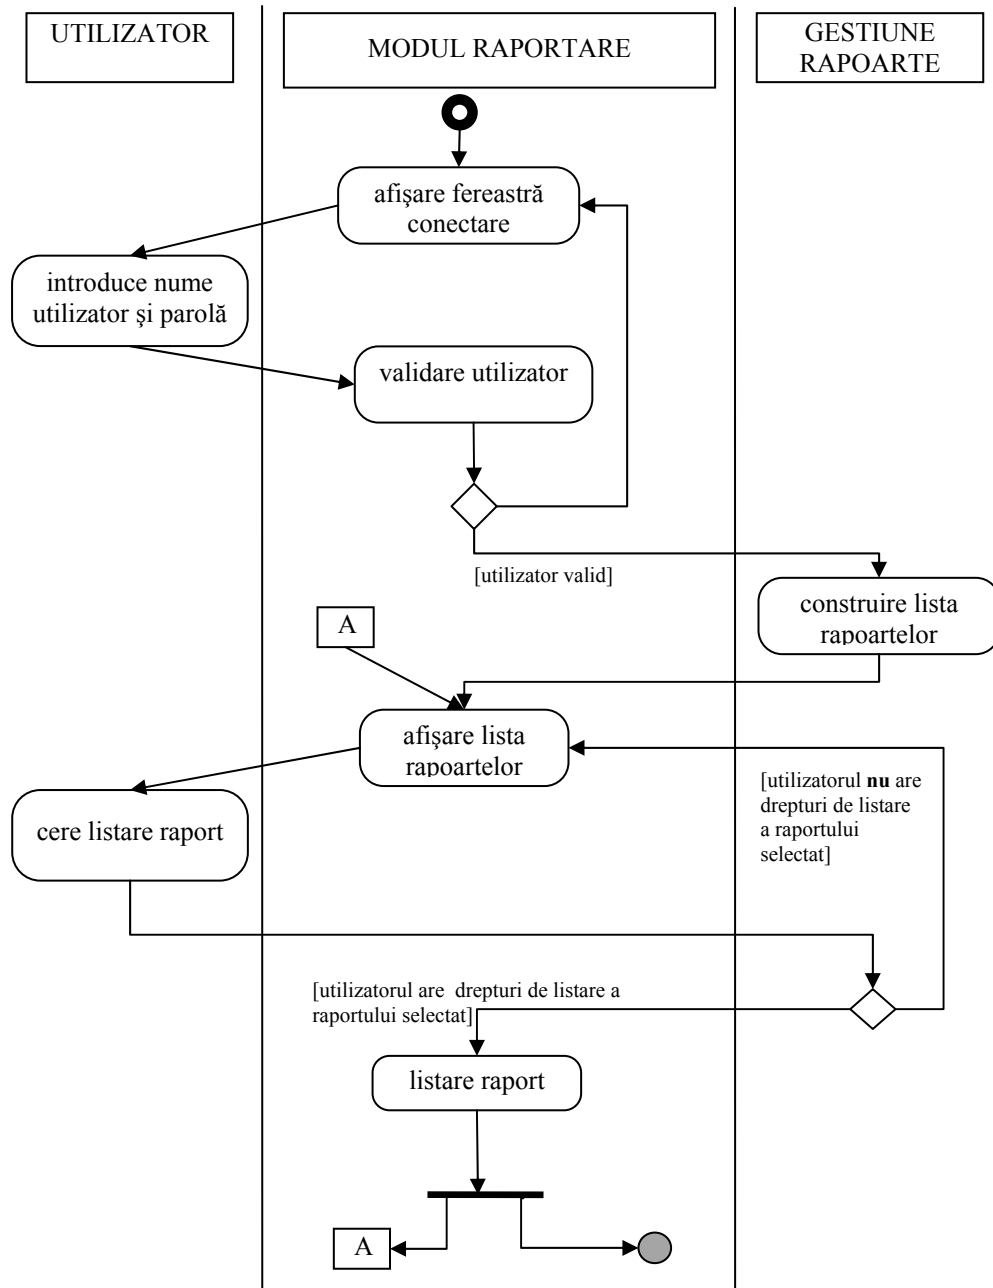 UTILIZATOR
MODUL RAPORTARE
GESTIUNE
RAPOARTE
afişare fereastră
conectare
introduce nume
utilizator şi parolă
validare utilizator
[utilizator valid]
construire lista
rapoartelor
A
afişare lista
rapoartelor
[utilizatorul nu are
drepturi de listare
a raportului
selectat]
cere listare raport
[utilizatorul are  drepturi de listare a
raportului selectat]
listare raport
A